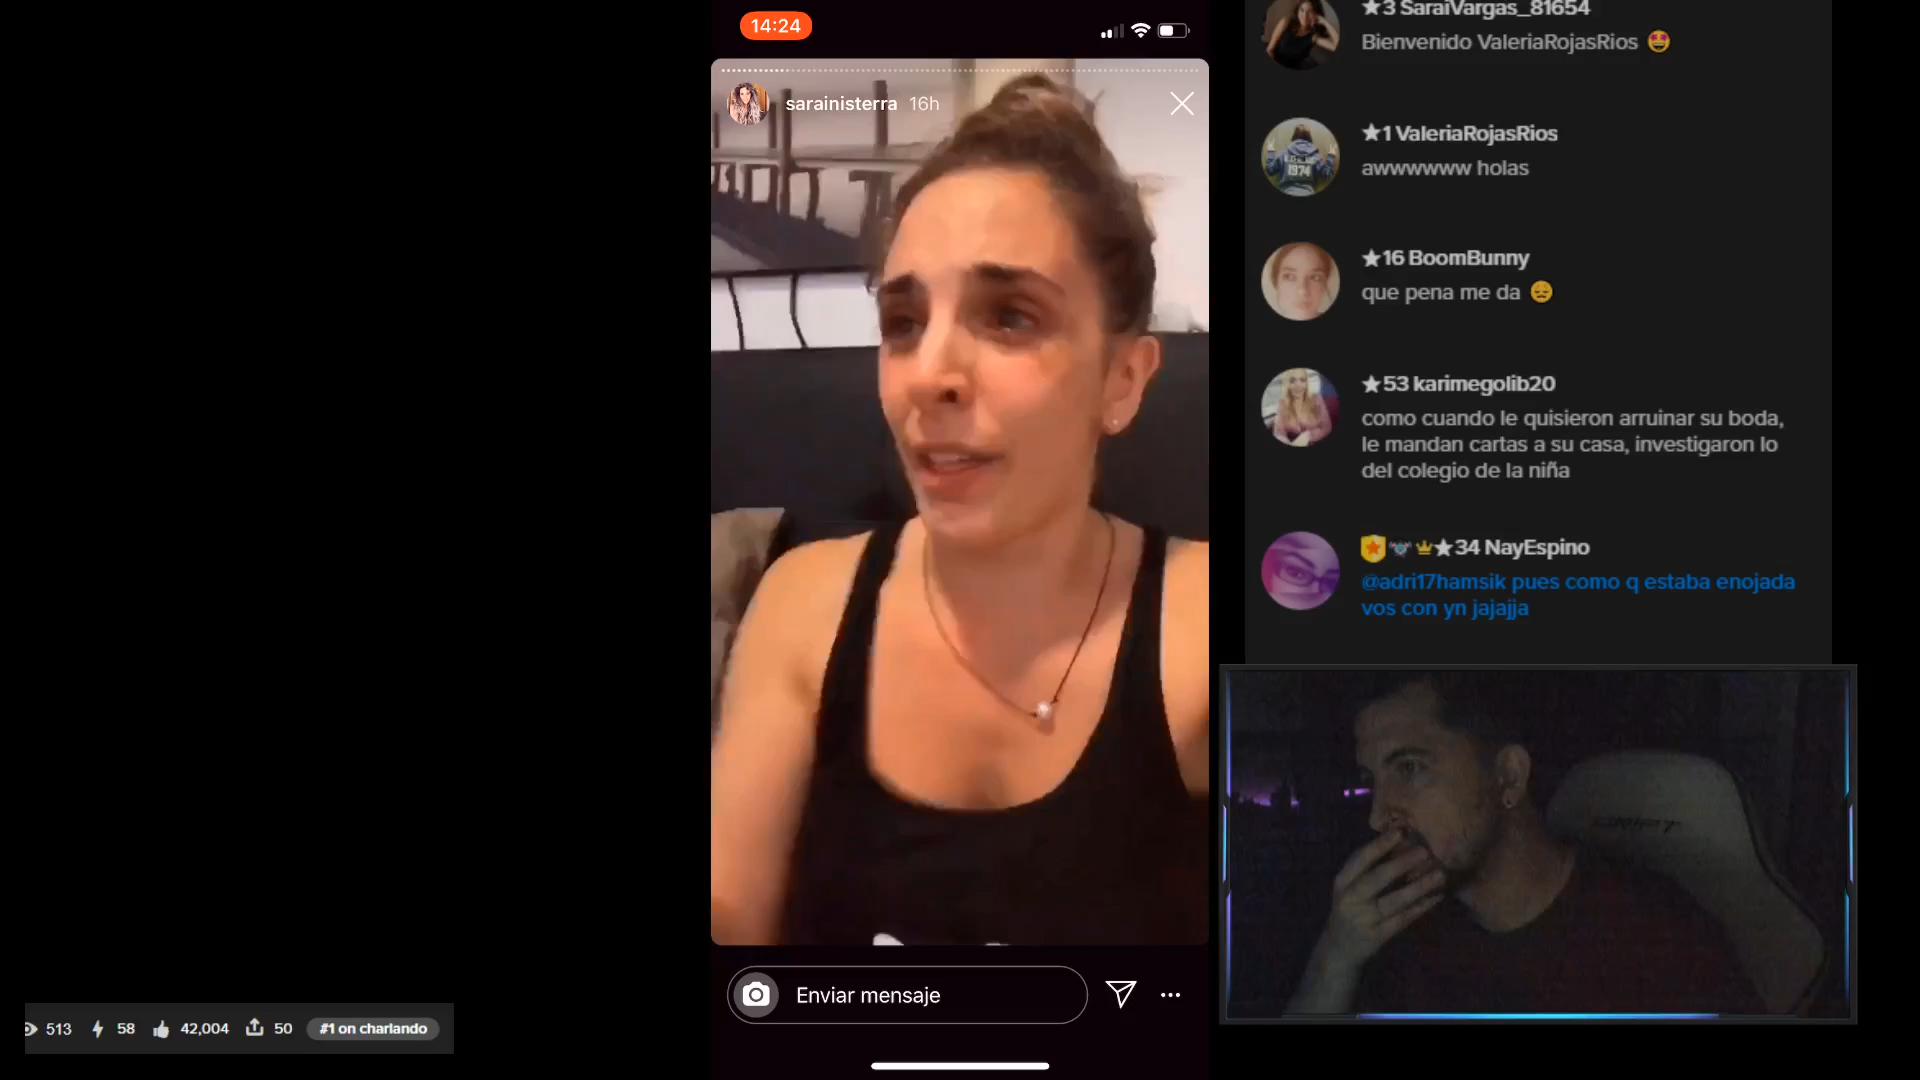 14:24
sarainisterra 16h
Enviar mensaje
★3 SaraiVargas_81654
Bienvenido ValeriaRojasRios 🤩
★1 ValeriaRojasRios
awwwwww holas
1974
★16 BoomBunny
que pena me da 😞
★53 karimegolib20
como cuando le quisieron arruinar su boda,
le mandan cartas a su casa, investigaron lo
del colegio de la niña
★34 NayEspino
@adri17hamsik pues como q estaba enojada
vos con yn jajajja
513 58 42,004 50 #1 on charlando